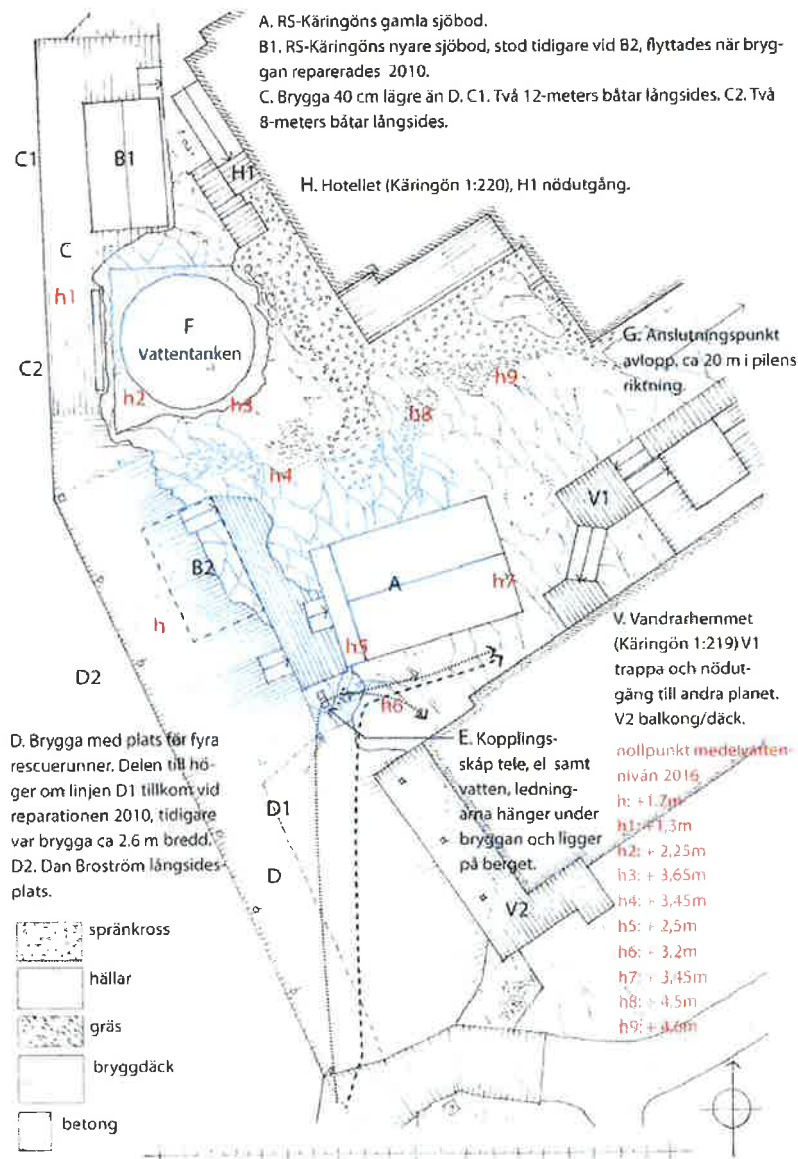 A. RS-Käringöns gamla sjöbod.
B1. RS-Käringöns nyare sjöbod, stod tidigare vid B2, flyttades när bryg-
gan reparerades 2010.
C. Brygga 40 cm lägre än D. C1. Två 12-meters båtar långsides. C2. Två
8-meters båtar långsides.
C1
B1
H1
H. Hotellet (Käringön 1:220), H1 nödutgång.
C
h1
F
Vattentanken
C2
h2
h3
G. Anslutningspunkt
avlopp, ca 20 m i pilens
riktning.
h9
h8
h4
V1
B2
A
h7
h
h5
D2
h6
V. Vandrarhemmet
(Käringön 1:219) V1
trappa och nödut-
gång till andra planet.
V2 balkong/däck.
D. Brygga med plats för fyra
rescuerunner. Delen till hö-
ger om linjen D1 tillkom vid
reparationen 2010, tidigare
var brygga ca 2.6 m bredd.
D2. Dan Broström långsides-
plats.
D1
D
E. Kopplings-
skåp tele, el samt
vatten, ledning-
arna hänger under
bryggan och ligger
på berget.
V2
nollpunkt medelvatten-
nivån 2016
h: +1.7m
h1: +1,3m
h2: + 2,25m
h3: + 3,65m
h4: + 3,45m
h5: + 2,5m
h6: + 3.2m
h7: + 3,45m
h8: + 4.5m
h9: + 4.6m
spränkross
hällar
gräs
bryggdäck
betong